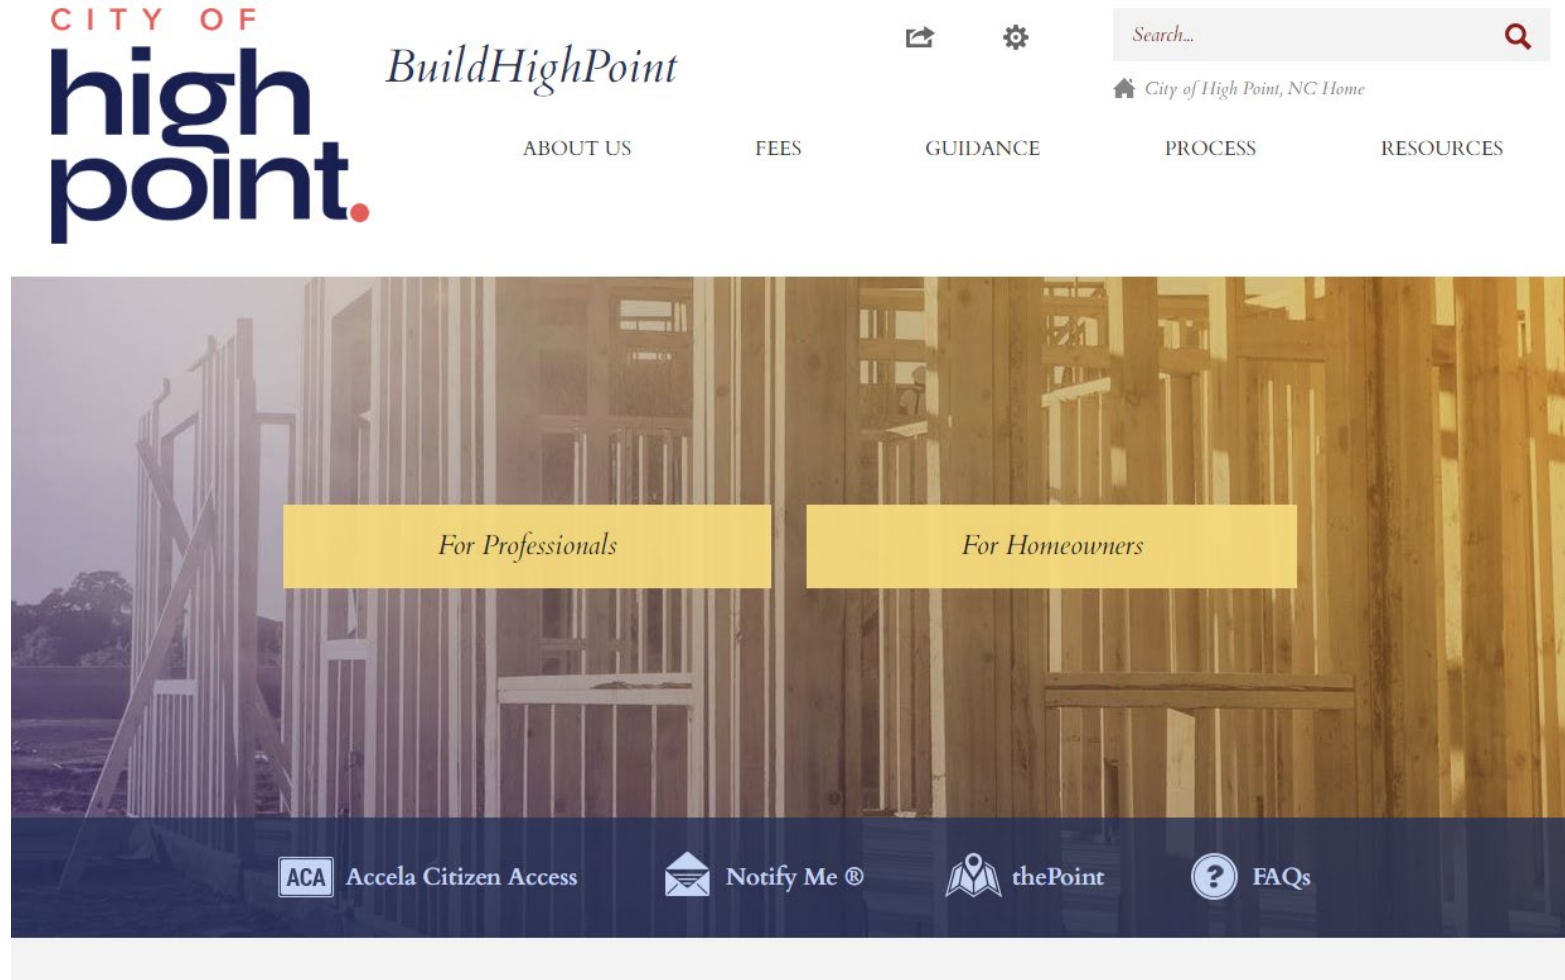 CITY OF
high
point.
BuildHighPoint
Search...
City of High Point, NC Home
ABOUT US FEES GUIDANCE PROCESS RESOURCES
For Professionals For Homeowners
ACA Accela Citizen Access Notify Me ® thePoint ? FAQs